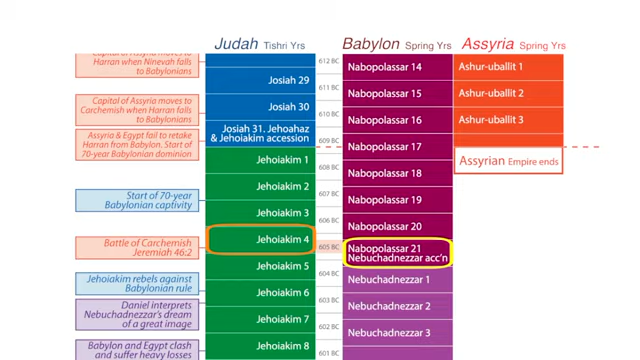 Judah Tishri Yrs
Babylon Spring Yrs
Assyria Spring Yrs
Capital of Assyria moves to
Harran when Ninevah falls
to Babylonians
Capital of Assyria moves to
Carchemish when Harran falls
to Babylonians
Assyria & Egypt fail to retake
Harran from Babylon. Start of
70-year Babylonian dominion
Start of 70-year
Babylonian captivity
Battle of Carchemish
Jeremiah 46:2
Jehoiakim rebels against
Babylonian rule
Daniel interprets
Nebuchadnezzar's dream
of a great image
Babylon and Egypt clash
and suffer heavy losses
Josiah 29
Josiah 30
Josiah 31. Jehoahaz
& Jehoiakim accession
Jehoiakim 1
Jehoiakim 2
Jehoiakim 3
Jehoiakim 4
Jehoiakim 5
Jehoiakim 6
Jehoiakim 7
Jehoiakim 8
612 BC
611 BC
610 BC
609 BC
608 BC
607 BC
606 BC
605 BC
604 BC
603 BC
602 BC
601 BC
Nabopolassar 14
Nabopolassar 15
Nabopolassar 16
Nabopolassar 17
Nabopolassar 18
Nabopolassar 19
Nabopolassar 20
Nabopolassar 21
Nebuchadnezzar acc'n
Nebuchadnezzar 1
Nebuchadnezzar 2
Nebuchadnezzar 3
Ashur-uballit 1
Ashur-uballit 2
Ashur-uballit 3
Assyrian Empire ends